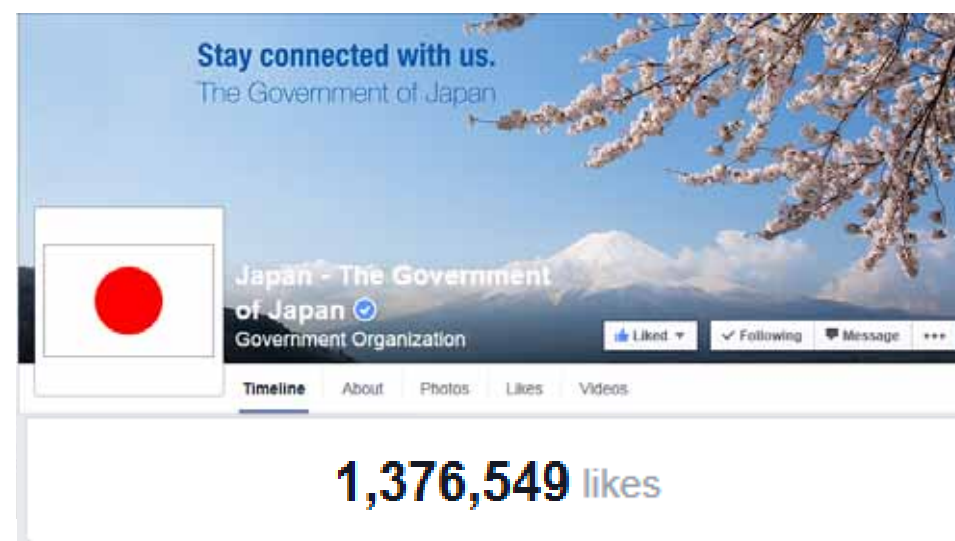 Stay connected with us.
The Government of Japan
Japan - The Government
of Japan
Government Organization
Liked Following Message
Timeline About Photos Likes Videos
1,376,549 likes